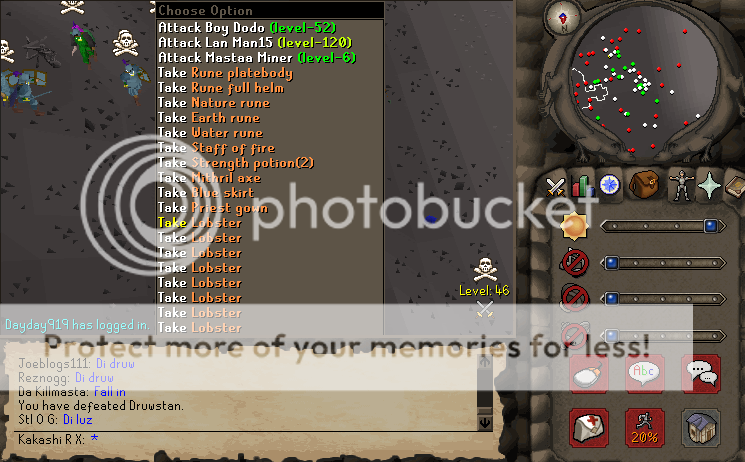 Choose Option
Attack Boy Dodo (level-52)
Attack Lan Man15 (level-120)
Attack Mastaa Miner (level-6)
Take Rune platebody
Take Rune full helm
Take Nature rune
Take Earth rune
Take Water rune
Take Staff of fire
Take Strength potion(2)
Take Mithril axe
Take Blue skirt
Take Priest gown
Take Lobster
Take Lobster
Take Lobster
Take Lobster
Take Lobster
Take Lobster
Take Lobster
Take Lobster
N
photobucket
Level: 46
Dayday919 has logged in.
Protect more of your memories for less!
Joeblogs111: Di druw
Reznogg: Di druw
Da Killmasta: Fall in
You have defeated Druwstan.
Stl O G: Di luz
Kakashi R X: *
Abc
20%